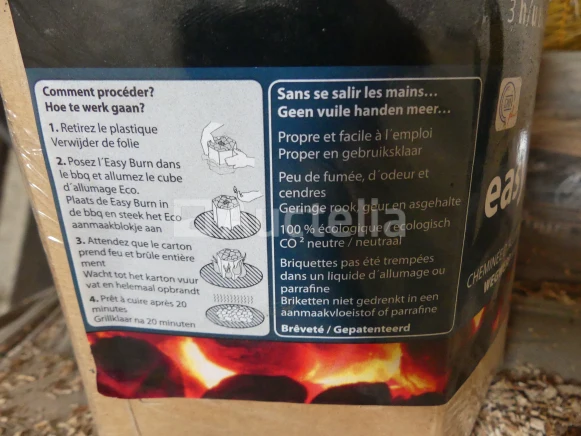 Comment procéder?
Hoe te werk gaan?
1. Retirez le plastique
Verwijder de folie
2. Posez l´Easy Burn dans
le bbq et allumez le cube
d´allumage Eco.
Plaats de Easy Burn in
de bbq en steek het Eco
aanmaakblokje aan
3. Attendez que le carton
prend feu et brûle entière
ment
Wacht tot het karton vuur
vat en helemaal opbrandt
4. Prêt à cuire après 20
minutes
Grillklaar na 20 minuten
Sans se salir les mains...
Geen vuile handen meer...
Propre et facile à l´emploi
Proper en gebruiksklaar
Peu de fumée, d´odeur et
cendres
Geringe rook, geur en asgehalte
100 % écologique / ecologisch
CO ² neutre / neutraal
Briquettes pas été trempées
dans un liquide d´allumage ou
parrafine
Briketten niet gedrenkt in een
aanmaakvloeistof of parrafine
Brêveté / Gepatenteerd
3 h/u
eas
CHEMINEE
WEGW